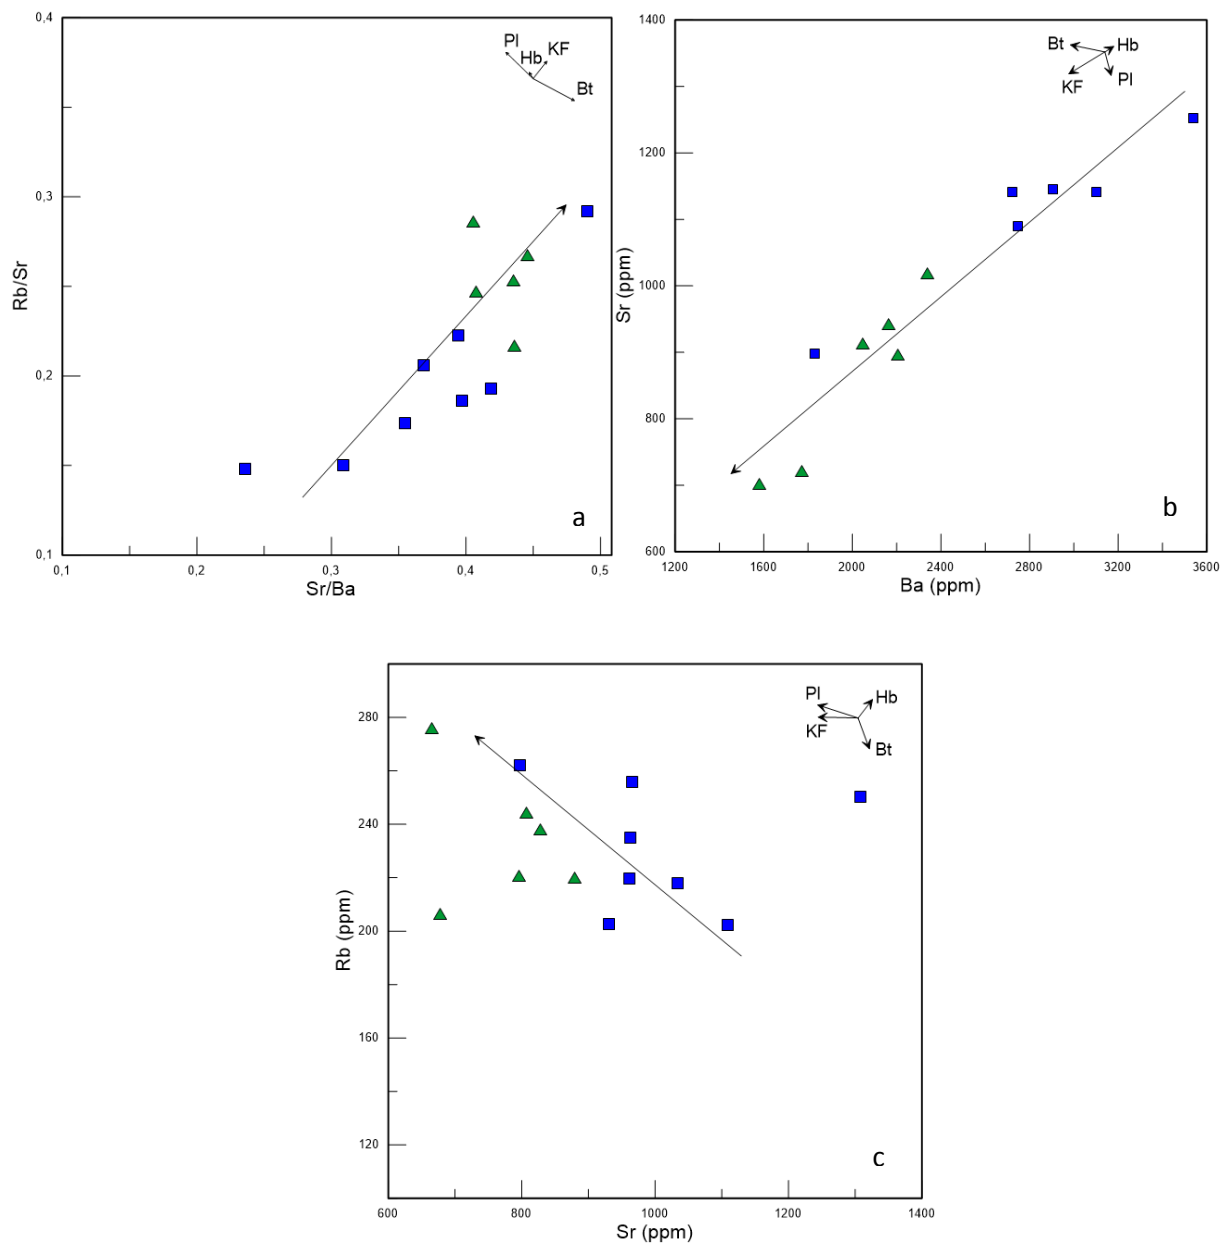 0,4
Pl
Hb
KF
Bt
0,3
Rb/Sr
0,2
a
0,1
0,1 0,2 0,3 0,4 0,5
Sr/Ba
1400
Bt
Hb
KF
Pl
1200
Sr (ppm)
1000
800
b
600
1200 1600 2000 2400 2800 3200 3600
Ba (ppm)
Pl
Hb
KF
Bt
280
240
Rb (ppm)
200
160
120
c
600 800 1000 1200 1400
Sr (ppm)